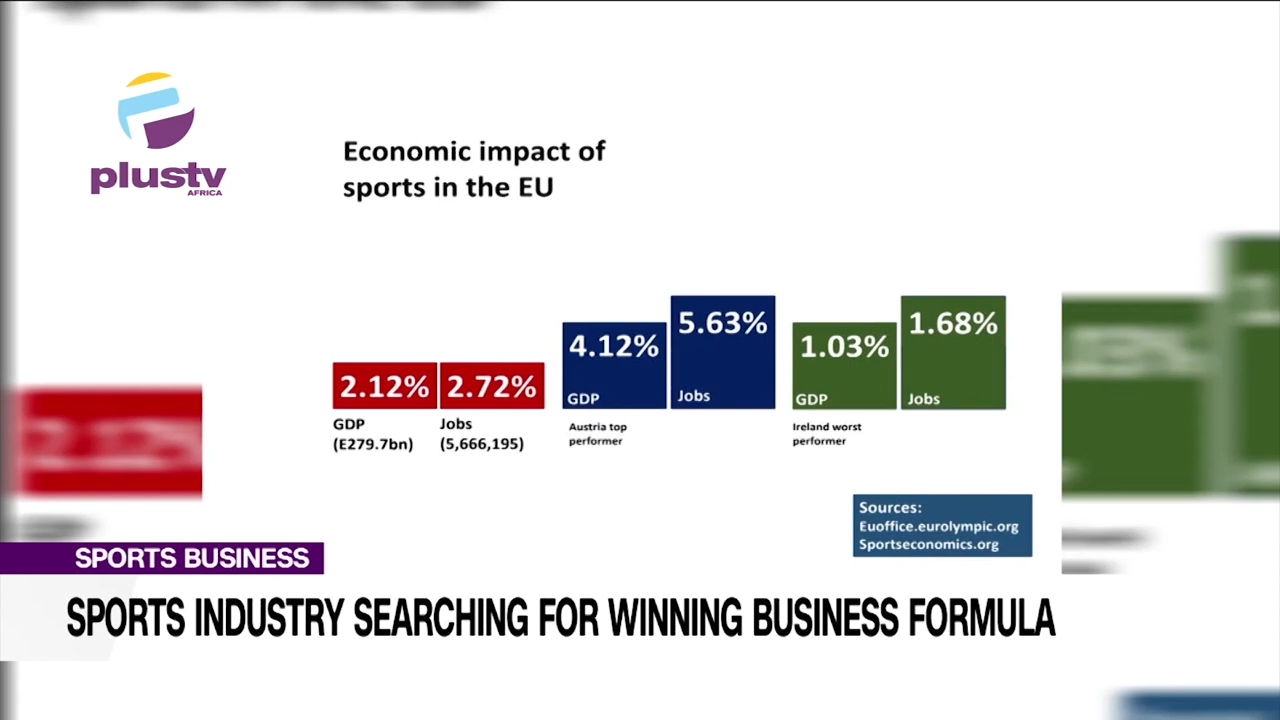 plustv
AFRICA
Economic impact of
sports in the EU
2.12%
2.72%
GDP
(E279.7bn)
Jobs
(5,666,195)
4.12%
GDP
5.63%
Jobs
Austria top
performer
1.03%
GDP
1.68%
Jobs
Ireland worst
performer
Sources:
Euoffice.eurolympic.org
Sportseconomics.org
SPORTS BUSINESS
SPORTS INDUSTRY SEARCHING FOR WINNING BUSINESS FORMULA